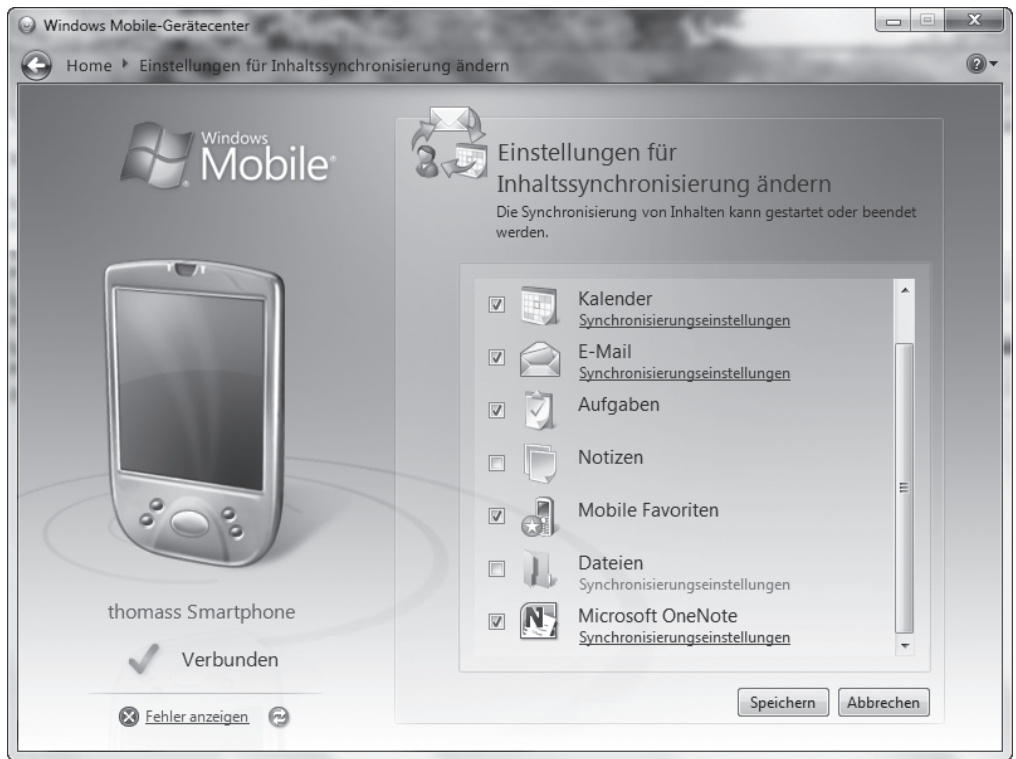 Windows Mobile-Gerätecenter
Home Einstellungen für Inhaltssynchronisierung ändern
Windows
Mobile
Einstellungen für
Inhaltssynchronisierung ändern
Die Synchronisierung von Inhalten kann gestartet oder beendet
werden.
Kalender
Synchronisierungseinstellungen
E-Mail
Synchronisierungseinstellungen
Aufgaben
Notizen
Mobile Favoriten
Dateien
Synchronisierungseinstellungen
Microsoft OneNote
Synchronisierungseinstellungen
thomass Smartphone
Verbunden
Fehler anzeigen
Speichern Abbrechen